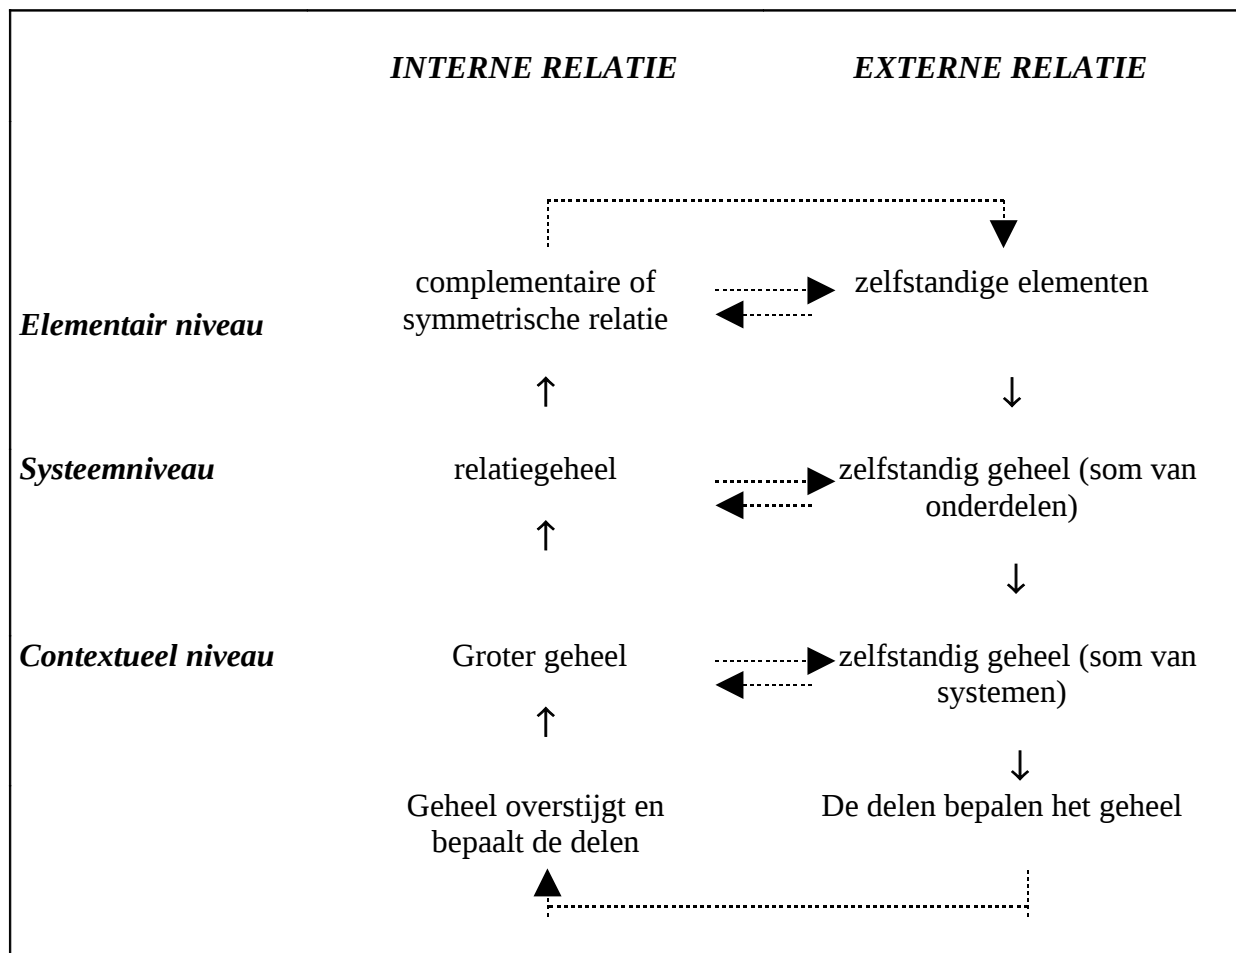 INTERNE RELATIE
EXTERNE RELATIE
complementaire of
symmetrische relatie
zelfstandige elementen
Elementair niveau
Systeemniveau
relatiegeheel
zelfstandig geheel (som van
onderdelen)
Contextueel niveau
Groter geheel
zelfstandig geheel (som van
systemen)
Geheel overstijgt en
bepaalt de delen
De delen bepalen het geheel